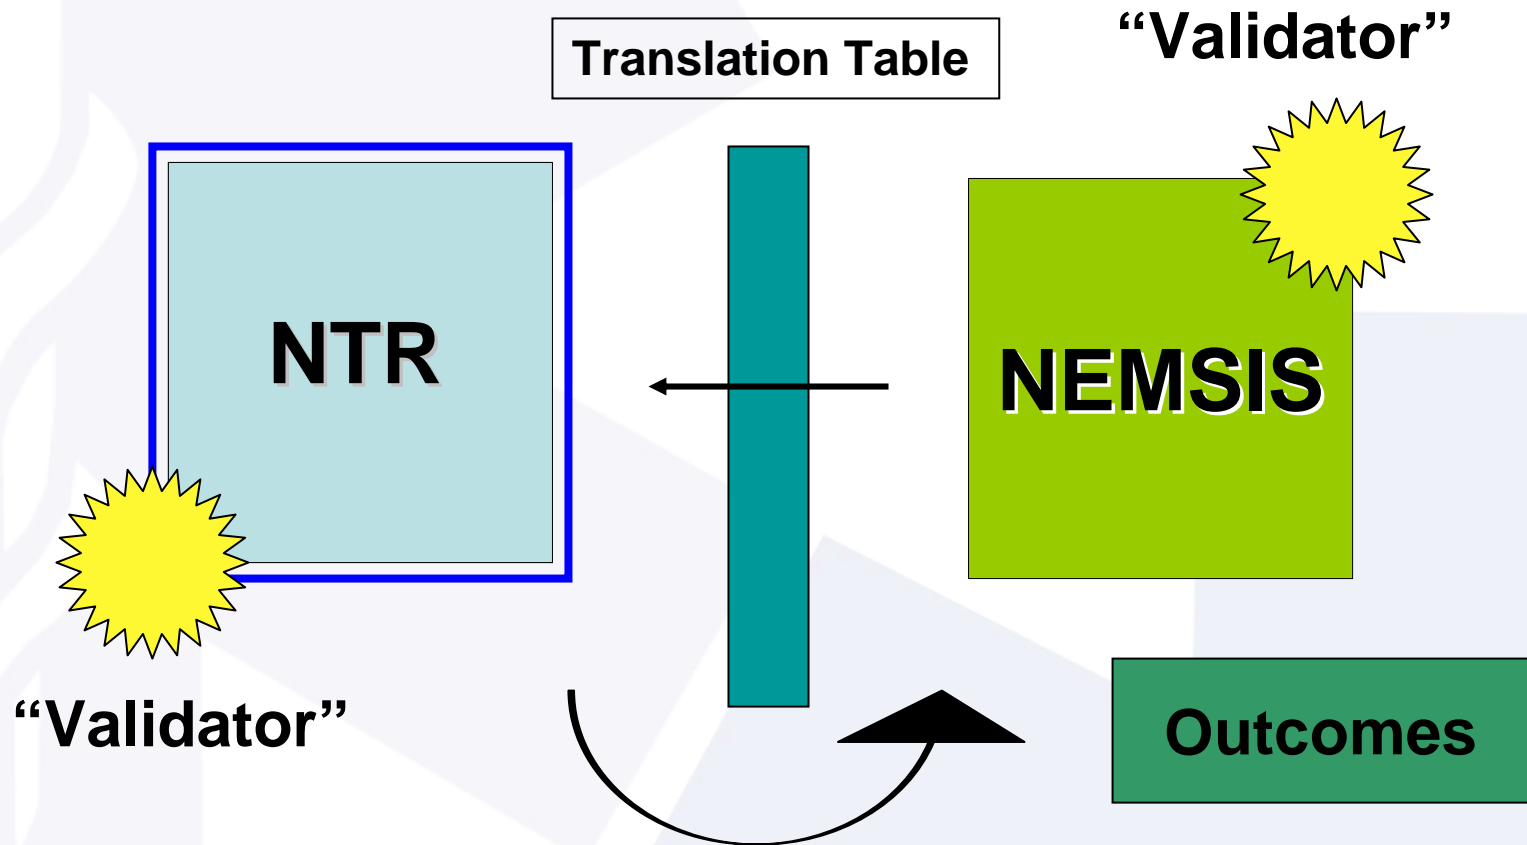 “Validator”
Translation Table
NTR
NEMSIS
“Validator”
Outcomes